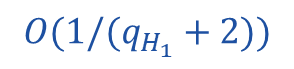 O(1/(q_{H_1} + 2))